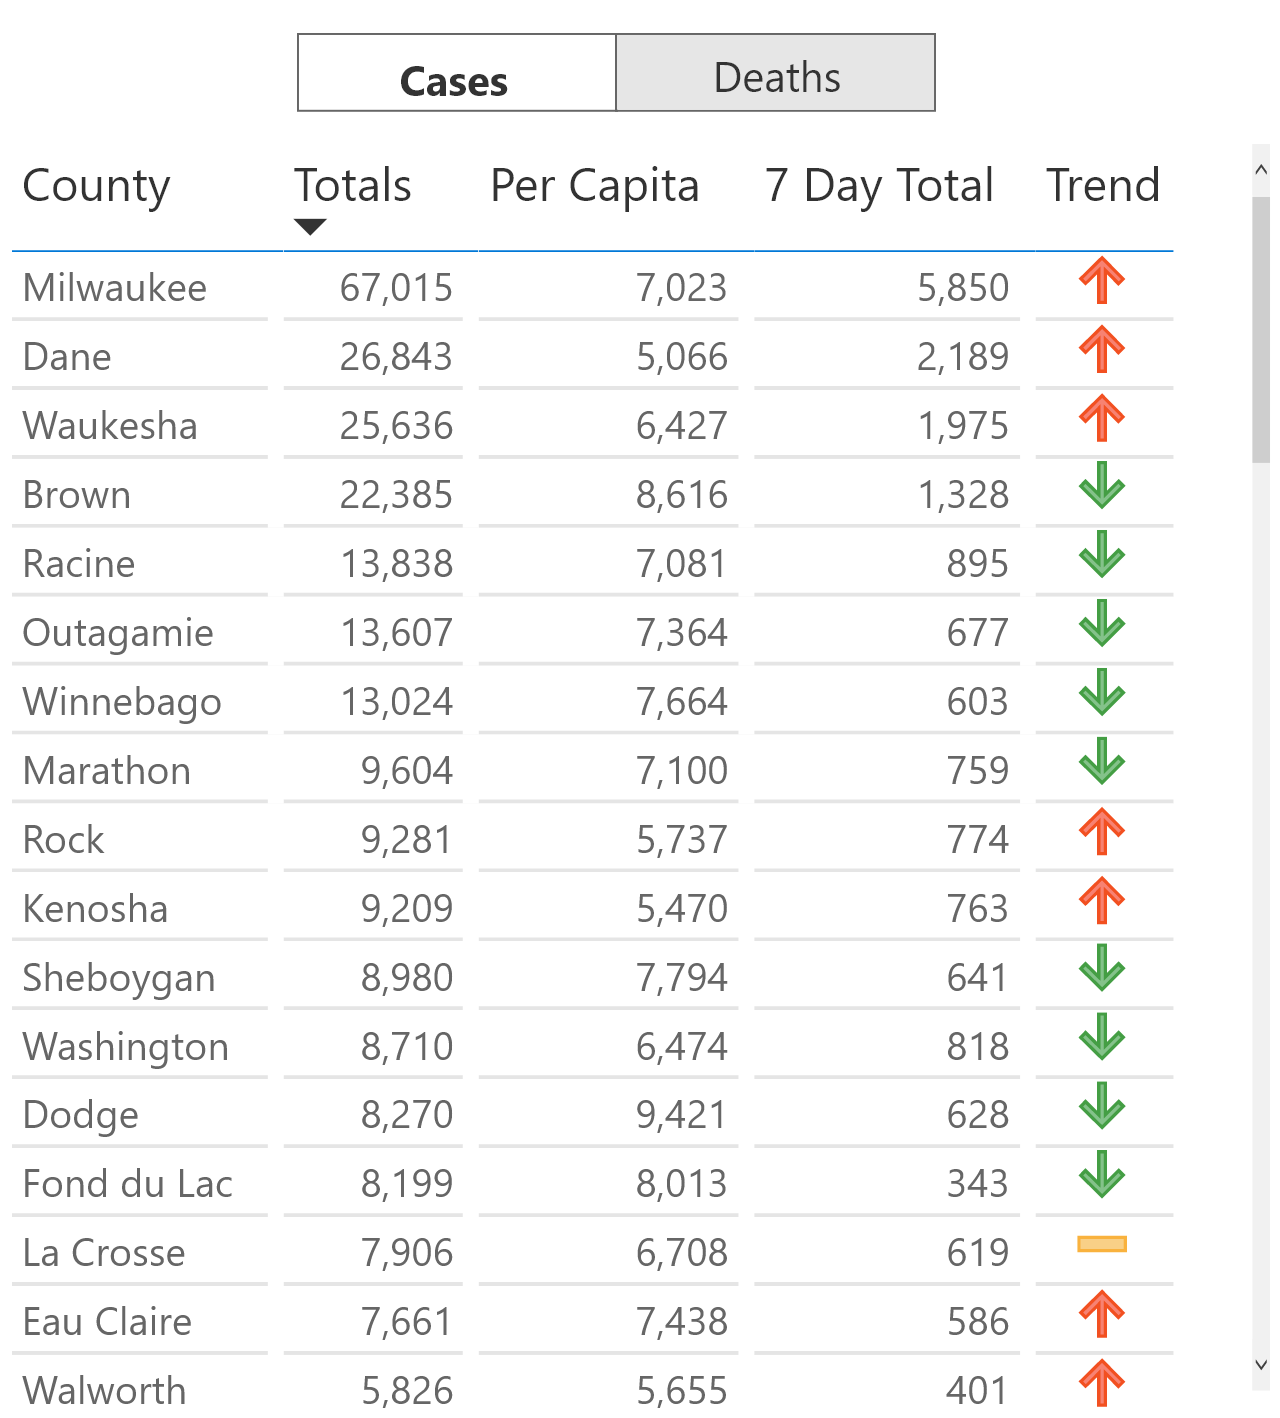 Cases Deaths
County Totals Per Capita 7 Day Total Trend
Milwaukee 67,015 7,023 5,850
Dane 26,843 5,066 2,189
Waukesha 25,636 6,427 1,975
Brown 22,385 8,616 1,328
Racine 13,838 7,081 895
Outagamie 13,607 7,364 677
Winnebago 13,024 7,664 603
Marathon 9,604 7,100 759
Rock 9,281 5,737 774
Kenosha 9,209 5,470 763
Sheboygan 8,980 7,794 641
Washington 8,710 6,474 818
Dodge 8,270 9,421 628
Fond du Lac 8,199 8,013 343
La Crosse 7,906 6,708 619
Eau Claire 7,661 7,438 586
Walworth 5,826 5,655 401